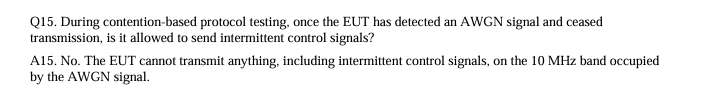 Q15. During contention-based protocol testing, once the EUT has detected an AWGN signal and ceased
transmission, is it allowed to send intermittent control signals?
A15. No. The EUT cannot transmit anything, including intermittent control signals, on the 10 MHz band occupied
by the AWGN signal.